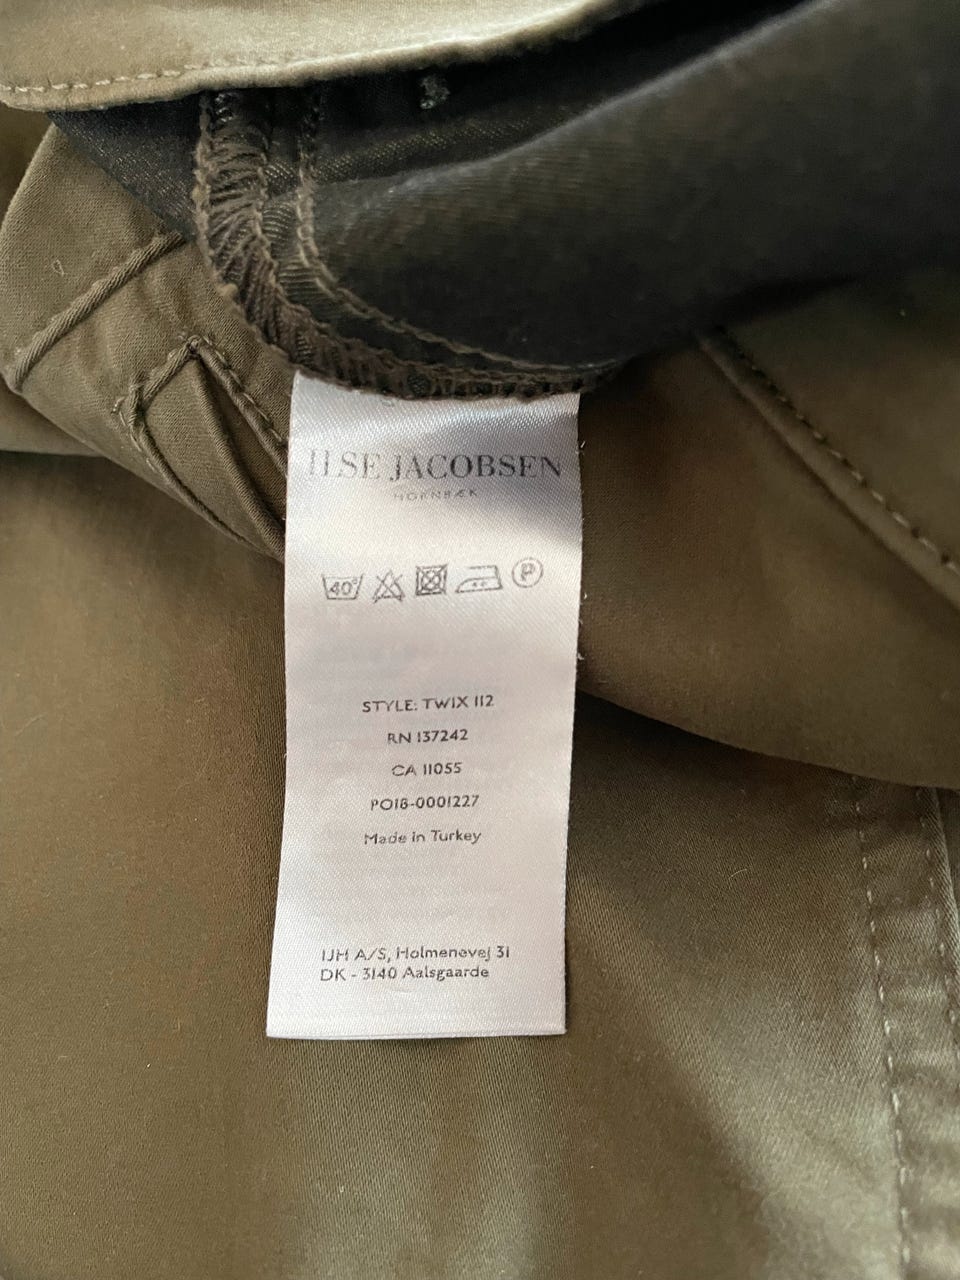 ILSE JACOBSEN
HORNBÆK
40° P
STYLE: TWIX 112
RN 137242
CA 11055
PO18-0001227
Made in Turkey
IJH A/S, Holmenevej 31
DK - 3140 Aalsgaarde